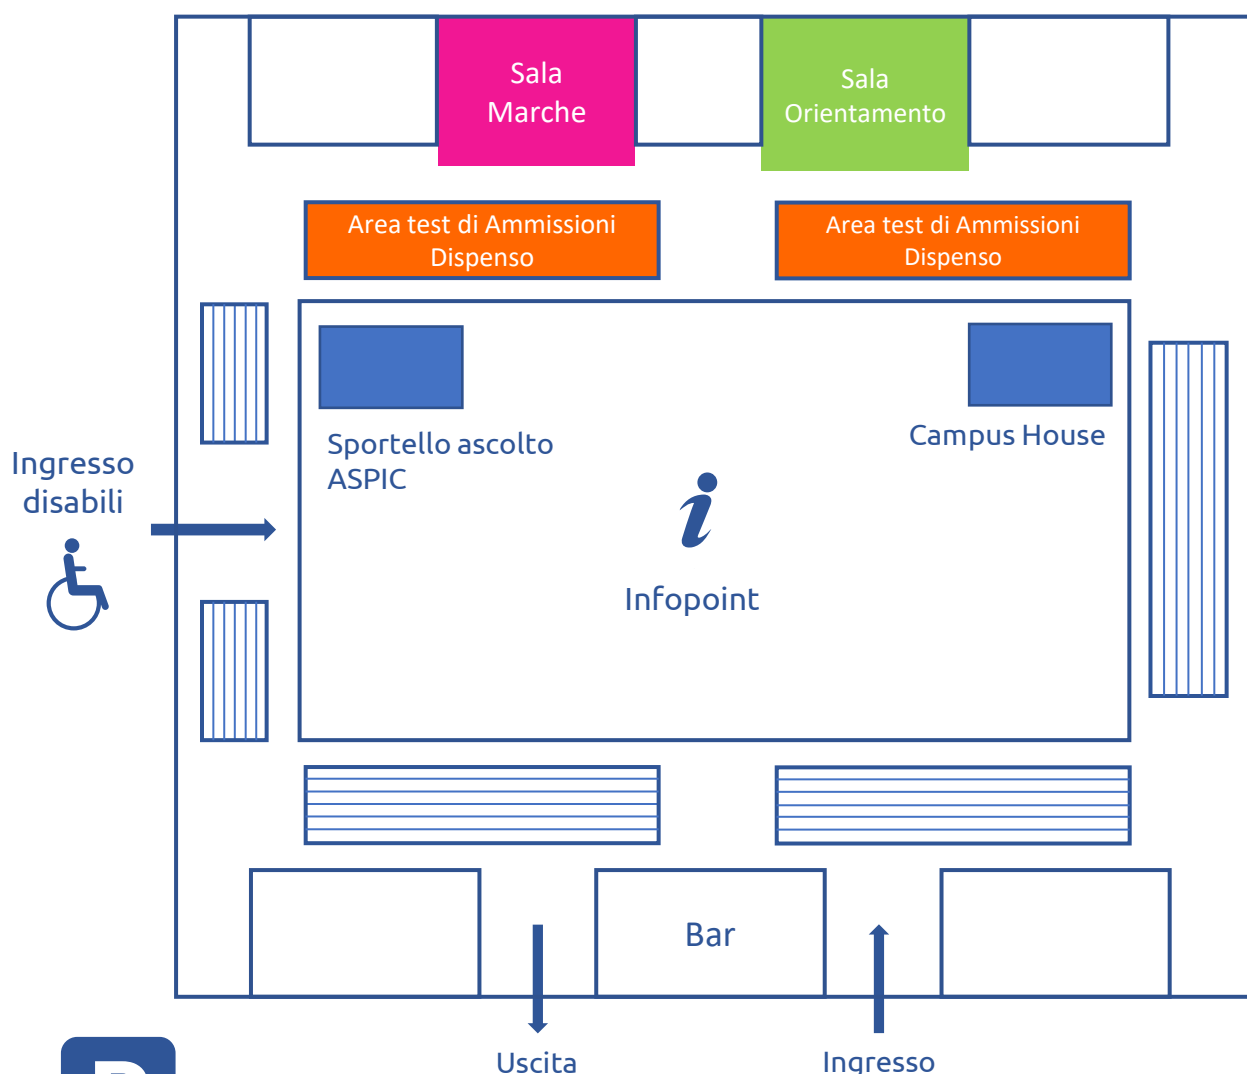 Sala
Marche
Sala
Orientamento
Area test di Ammissioni
Dispenso
Area test di Ammissioni
Dispenso
Sportello ascolto
ASPIC
Campus House
Ingresso
disabili
Infopoint
Bar
Uscita
Ingresso